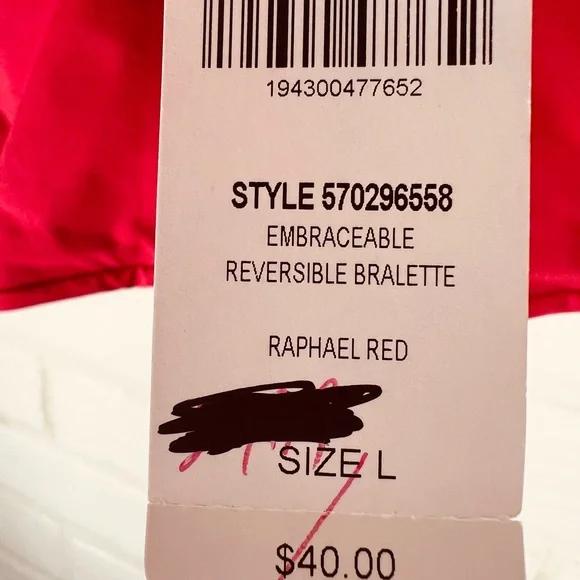 194300477652
STYLE 570296558
EMBRACEABLE
REVERSIBLE BRALETTE
RAPHAEL RED
SIZE L
$40.00